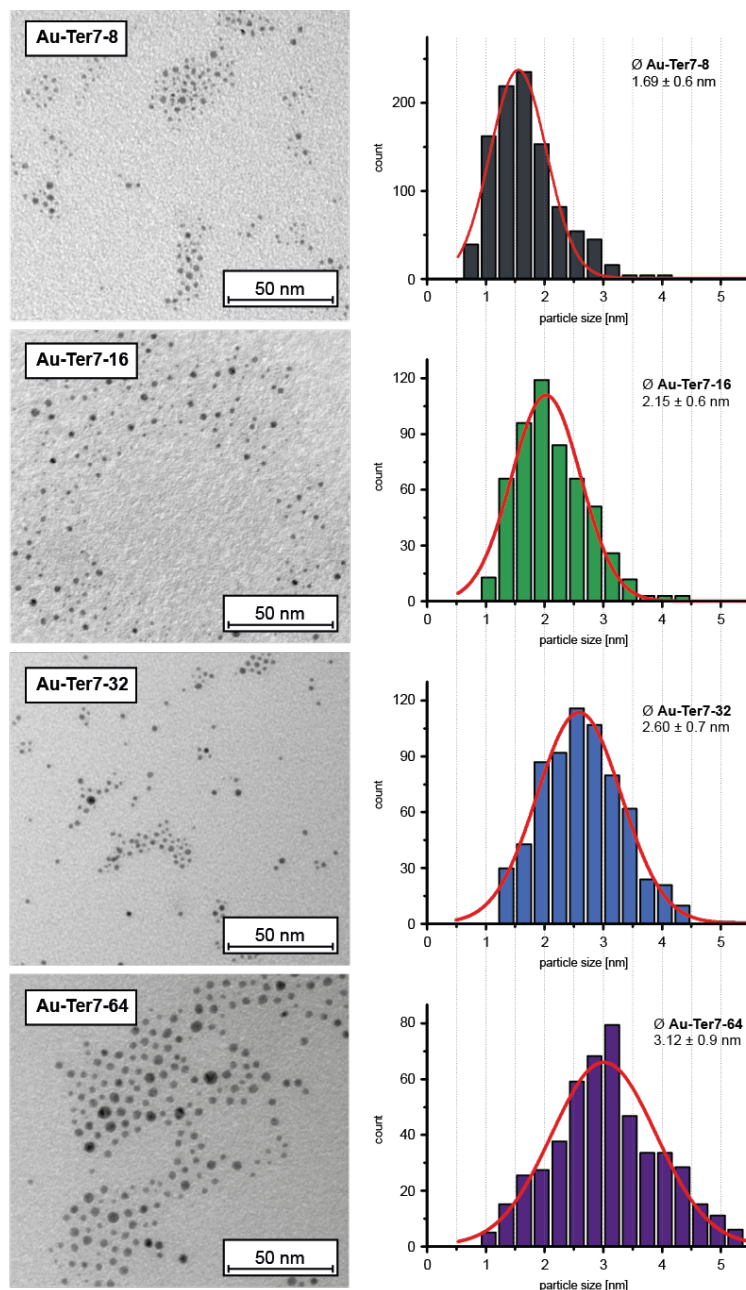 Au-Ter7-8
50 nm
Ø Au-Ter7-8
1.69 ± 0.6 nm
count
200
100
0
0 1 2 3 4 5
particle size [nm]
Au-Ter7-16
50 nm
Ø Au-Ter7-16
2.15 ± 0.6 nm
count
120
90
60
30
0
0 1 2 3 4 5
particle size [nm]
Au-Ter7-32
50 nm
Ø Au-Ter7-32
2.60 ± 0.7 nm
count
120
90
60
30
0
0 1 2 3 4 5
particle size [nm]
Au-Ter7-64
50 nm
Ø Au-Ter7-64
3.12 ± 0.9 nm
count
80
60
40
20
0
0 1 2 3 4 5
particle size [nm]